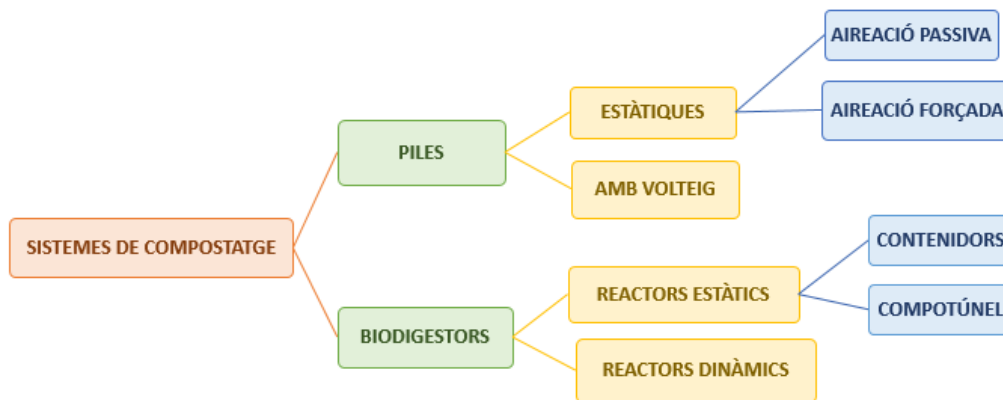 SISTEMES DE COMPOSTATGE
PILES
ESTÀTIQUES
AIREACIÓ PASSIVA
AIREACIÓ FORÇADA
AMB VOLTEIG
BIODIGESTORS
REACTORS ESTÀTICS
CONTENIDORS
COMPOTÚNEL
REACTORS DINÀMICS